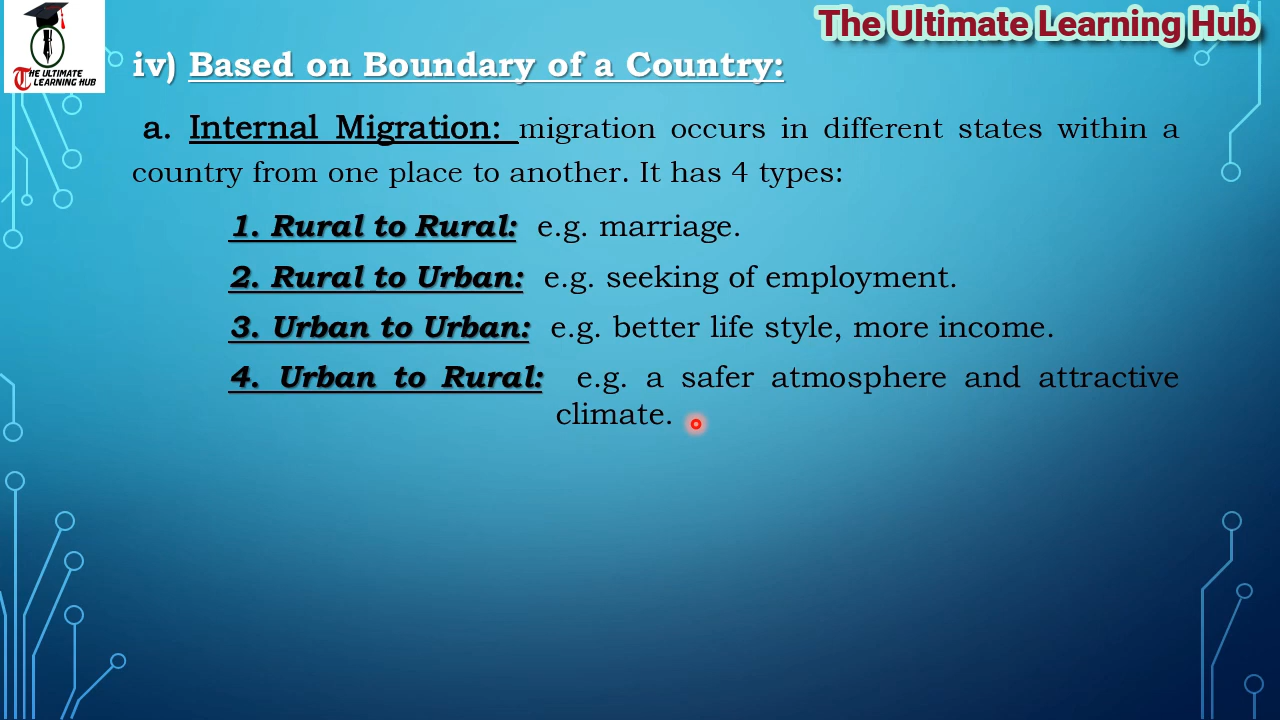 The Ultimate Learning Hub
THE ULTIMATE
LEARNING HUB
iv) Based on Boundary of a Country:
a. Internal Migration: migration occurs in different states within a
country from one place to another. It has 4 types:
1. Rural to Rural: e.g. marriage.
2. Rural to Urban: e.g. seeking of employment.
3. Urban to Urban: e.g. better life style, more income.
4. Urban to Rural: e.g. a safer atmosphere and attractive
climate.